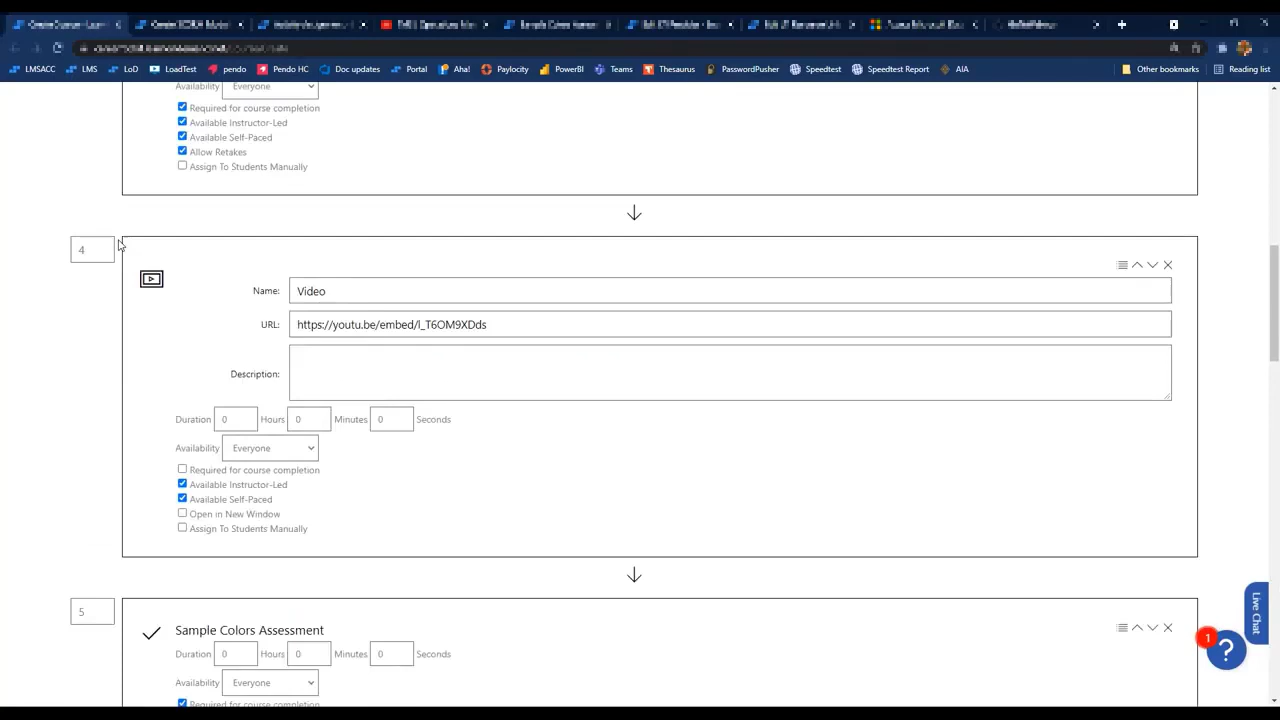 LMSACC LMS LoD LoadTest pendo Pendo HC Doc updates Portal Aha! Paylocity PowerBI Teams Thesaurus PasswordPusher Speedtest Speedtest Report AIA Other bookmarks Reading list
Availability Everyone
Required for course completion
Available Instructor-Led
Available Self-Paced
Allow Retakes
Assign To Students Manually
4
Name: Video
URL: https://youtu.be/embed/l_T6OM9XDds
Description:
Duration 0 Hours 0 Minutes 0 Seconds
Availability Everyone
Required for course completion
Available Instructor-Led
Available Self-Paced
Open in New Window
Assign To Students Manually
5
Sample Colors Assessment
Duration 0 Hours 0 Minutes 0 Seconds
Availability Everyone
Required for course completion
Live Chat
1
?